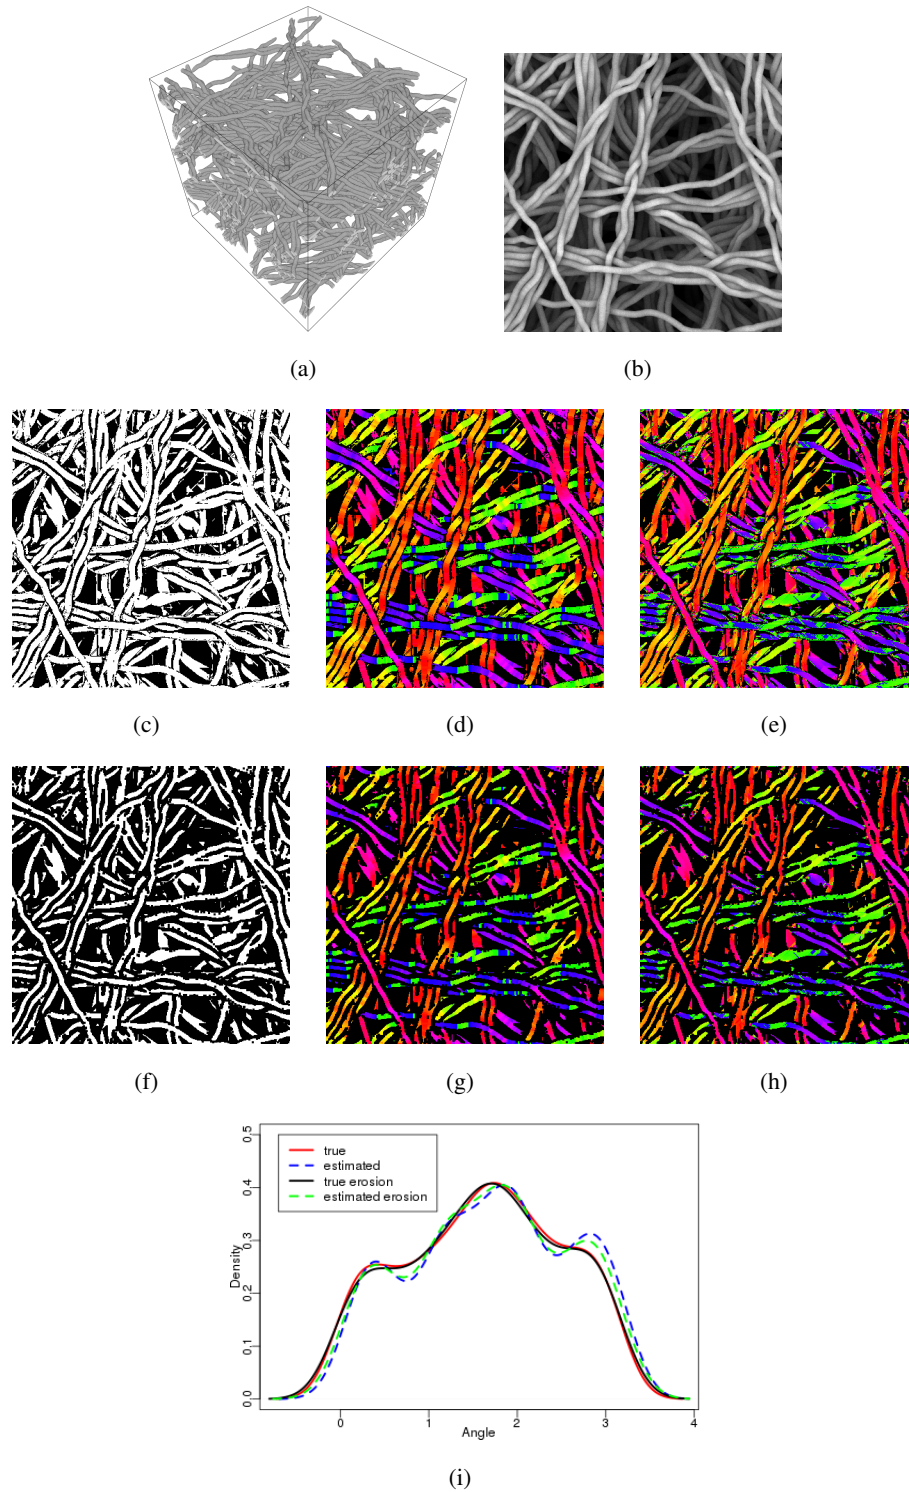 (a)
(b)
(c)
(d)
(e)
(f)
(g)
(h)
0.5
0.4
0.3
0.2
0.1
0.0
Density
true
estimated
true erosion
estimated erosion
0
1
2
3
4
Angle
(i)